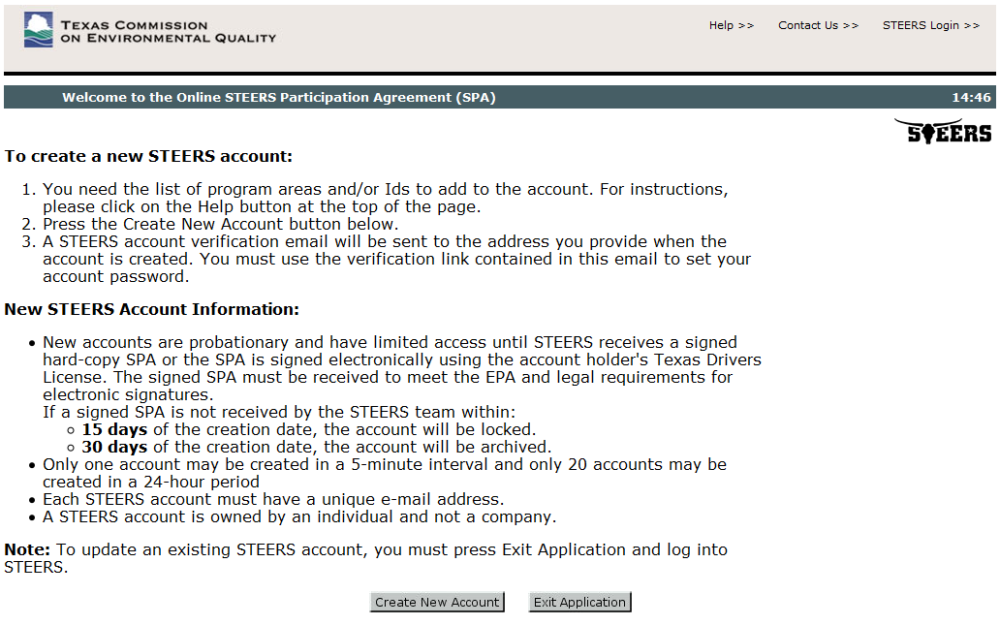 TEXAS COMMISSION
ON ENVIRONMENTAL QUALITY
Help >> Contact Us >> STEERS Login >>
Welcome to the Online STEERS Participation Agreement (SPA) 14:46
STEERS
To create a new STEERS account:
1. You need the list of program areas and/or Ids to add to the account. For instructions,
please click on the Help button at the top of the page.
2. Press the Create New Account button below.
3. A STEERS account verification email will be sent to the address you provide when the
account is created. You must use the verification link contained in this email to set your
account password.
New STEERS Account Information:
• New accounts are probationary and have limited access until STEERS receives a signed
hard-copy SPA or the SPA is signed electronically using the account holder's Texas Drivers
License. The signed SPA must be received to meet the EPA and legal requirements for
electronic signatures.
If a signed SPA is not received by the STEERS team within:
◦ 15 days of the creation date, the account will be locked.
◦ 30 days of the creation date, the account will be archived.
• Only one account may be created in a 5-minute interval and only 20 accounts may be
created in a 24-hour period
• Each STEERS account must have a unique e-mail address.
• A STEERS account is owned by an individual and not a company.
Note: To update an existing STEERS account, you must press Exit Application and log into
STEERS.
Create New Account Exit Application